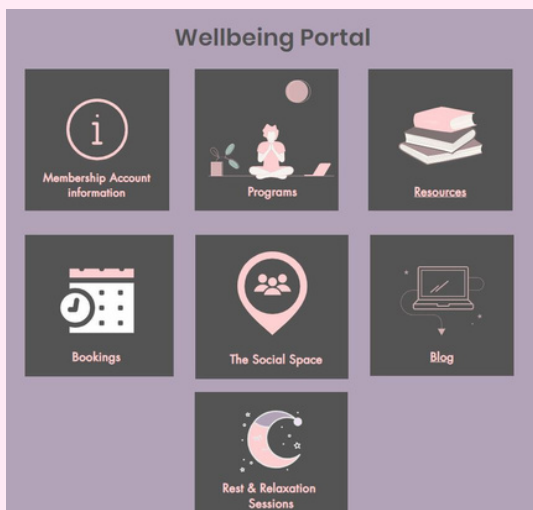 Wellbeing Portal
Membership Account
information
Programs
Resources
Bookings
The Social Space
Blog
Rest & Relaxation
Sessions